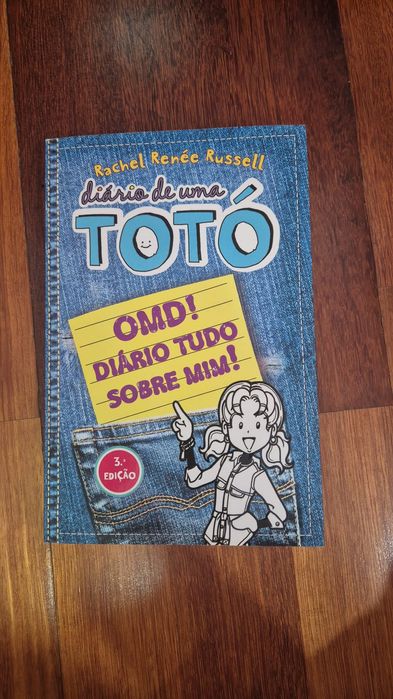 Rachel Renée Russell
diário de uma
TOTÓ
OMD!
DIÁRIO TUDO
SOBRE MIM!
3.ª
EDIÇÃO